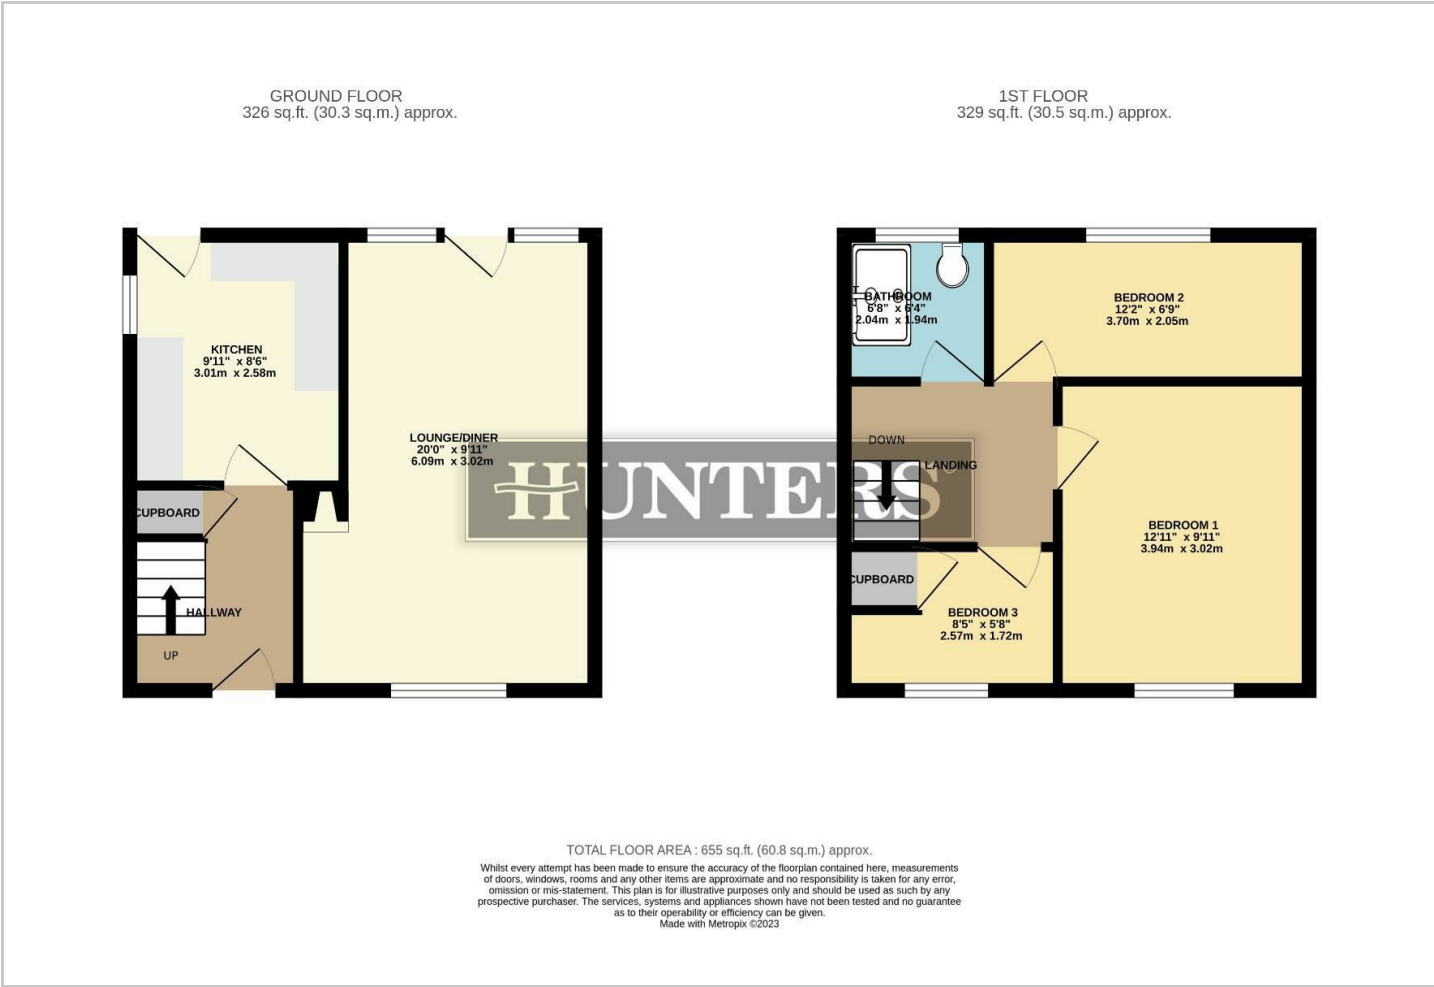 GROUND FLOOR
326 sq.ft. (30.3 sq.m.) approx.
1ST FLOOR
329 sq.ft. (30.5 sq.m.) approx.
KITCHEN
9'11" x 8'6"
3.01m x 2.58m
LOUNGE/DINER
20'0" x 9'11"
6.09m x 3.02m
CUPBOARD
HALLWAY
UP
BATHROOM
6'8" x 6'4"
2.04m x 1.94m
BEDROOM 2
12'2" x 6'9"
3.70m x 2.05m
DOWN
LANDING
BEDROOM 1
12'11" x 9'11"
3.94m x 3.02m
CUPBOARD
BEDROOM 3
8'5" x 5'8"
2.57m x 1.72m
HUNTERS
TOTAL FLOOR AREA : 655 sq.ft. (60.8 sq.m.) approx.
Whilst every attempt has been made to ensure the accuracy of the floorplan contained here, measurements
of doors, windows, rooms and any other items are approximate and no responsibility is taken for any error,
omission or mis-statement. This plan is for illustrative purposes only and should be used as such by any
prospective purchaser. The services, systems and appliances shown have not been tested and no guarantee
as to their operability or efficiency can be given.
Made with Metropix ©2023